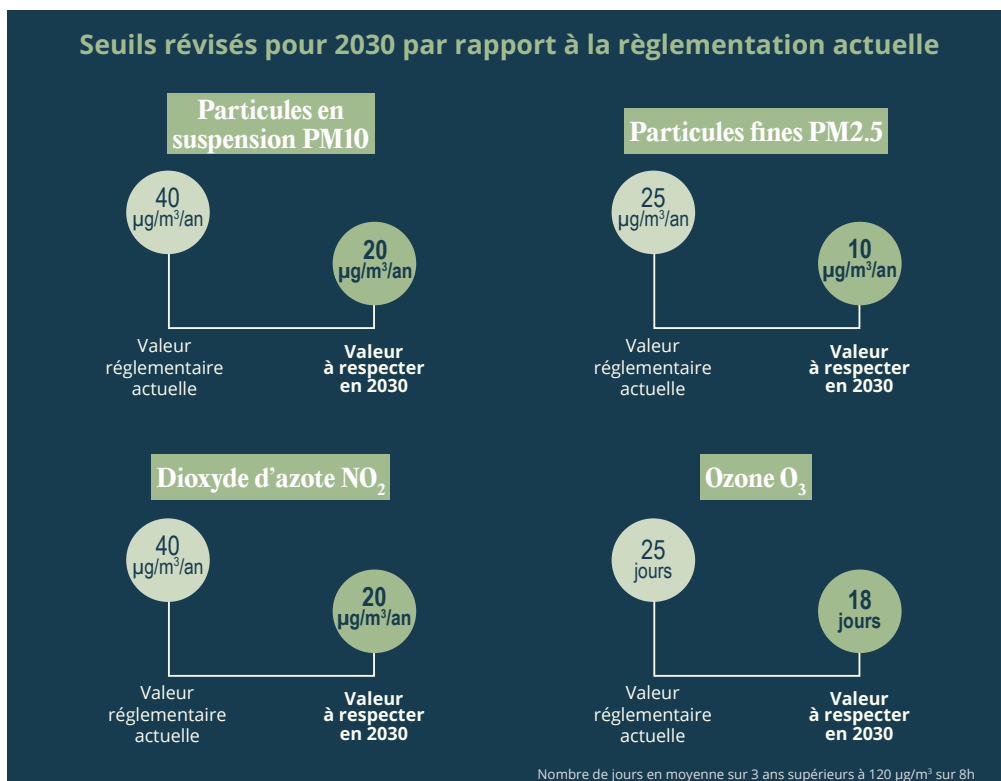 Seuils révisés pour 2030 par rapport à la règlementation actuelle
Particules en
suspension PM10
40
µg/m³/an
20
µg/m³/an
Valeur
réglementaire
actuelle
Valeur
à respecter
en 2030
Particules fines PM2.5
25
µg/m³/an
10
µg/m³/an
Valeur
réglementaire
actuelle
Valeur
à respecter
en 2030
Dioxyde d’azote NO₂
40
µg/m³/an
20
µg/m³/an
Valeur
réglementaire
actuelle
Valeur
à respecter
en 2030
Ozone O₃
25
jours
18
jours
Valeur
réglementaire
actuelle
Valeur
à respecter
en 2030
Nombre de jours en moyenne sur 3 ans supérieurs à 120 µg/m³ sur 8h